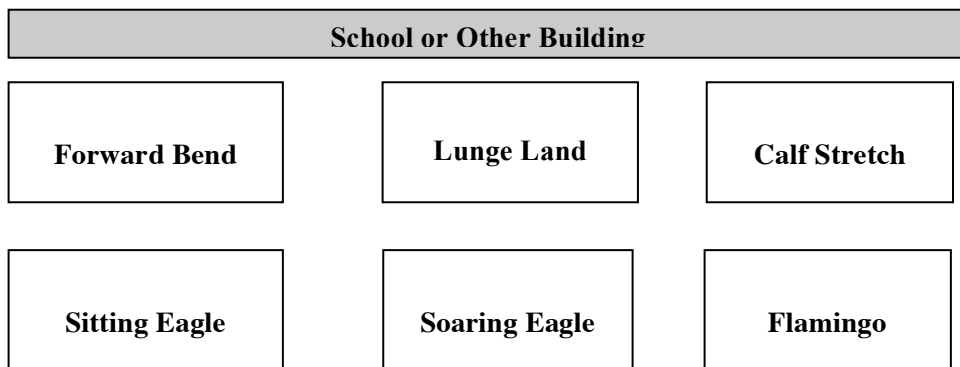 School or Other Building
Forward Bend
Lunge Land
Calf Stretch
Sitting Eagle
Soaring Eagle
Flamingo